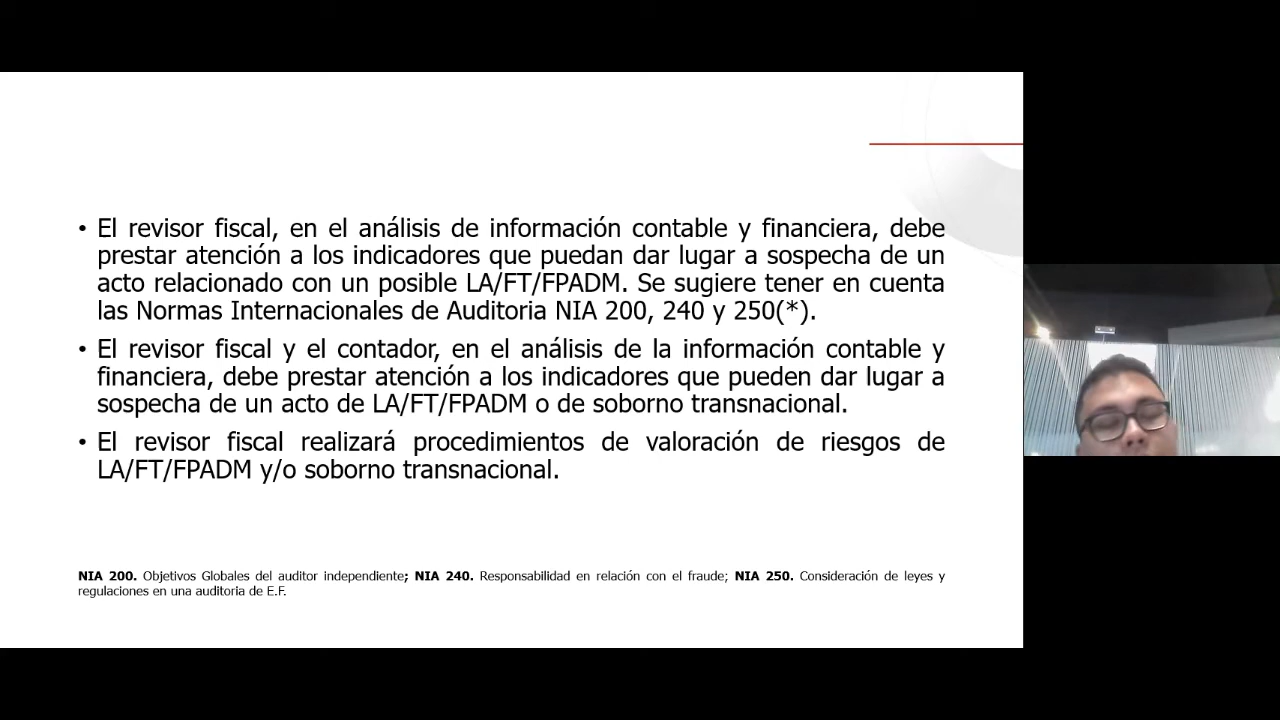 • El revisor fiscal, en el análisis de información contable y financiera, debe
prestar atención a los indicadores que puedan dar lugar a sospecha de un
acto relacionado con un posible LA/FT/FPADM. Se sugiere tener en cuenta
las Normas Internacionales de Auditoria NIA 200, 240 y 250(*).
• El revisor fiscal y el contador, en el análisis de la información contable y
financiera, debe prestar atención a los indicadores que pueden dar lugar a
sospecha de un acto de LA/FT/FPADM o de soborno transnacional.
• El revisor fiscal realizará procedimientos de valoración de riesgos de
LA/FT/FPADM y/o soborno transnacional.
NIA 200. Objetivos Globales del auditor independiente; NIA 240. Responsabilidad en relación con el fraude; NIA 250. Consideración de leyes y
regulaciones en una auditoria de E.F.